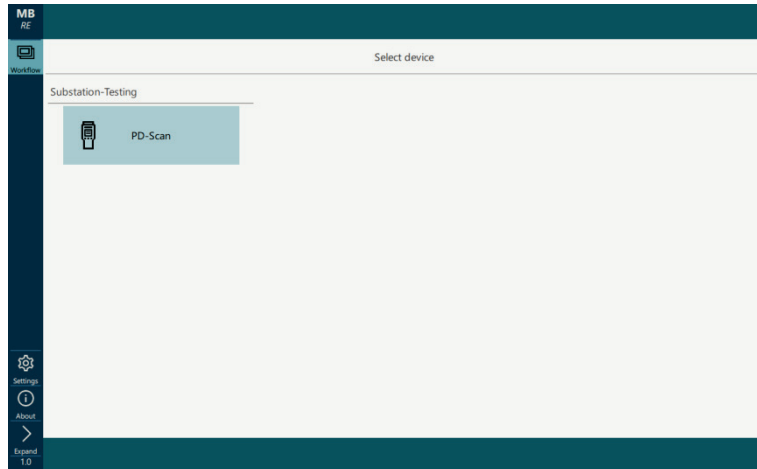 MB
RE
Workflow
Select device
Substation-Testing
PD-Scan
Settings
About
Expand
1.0